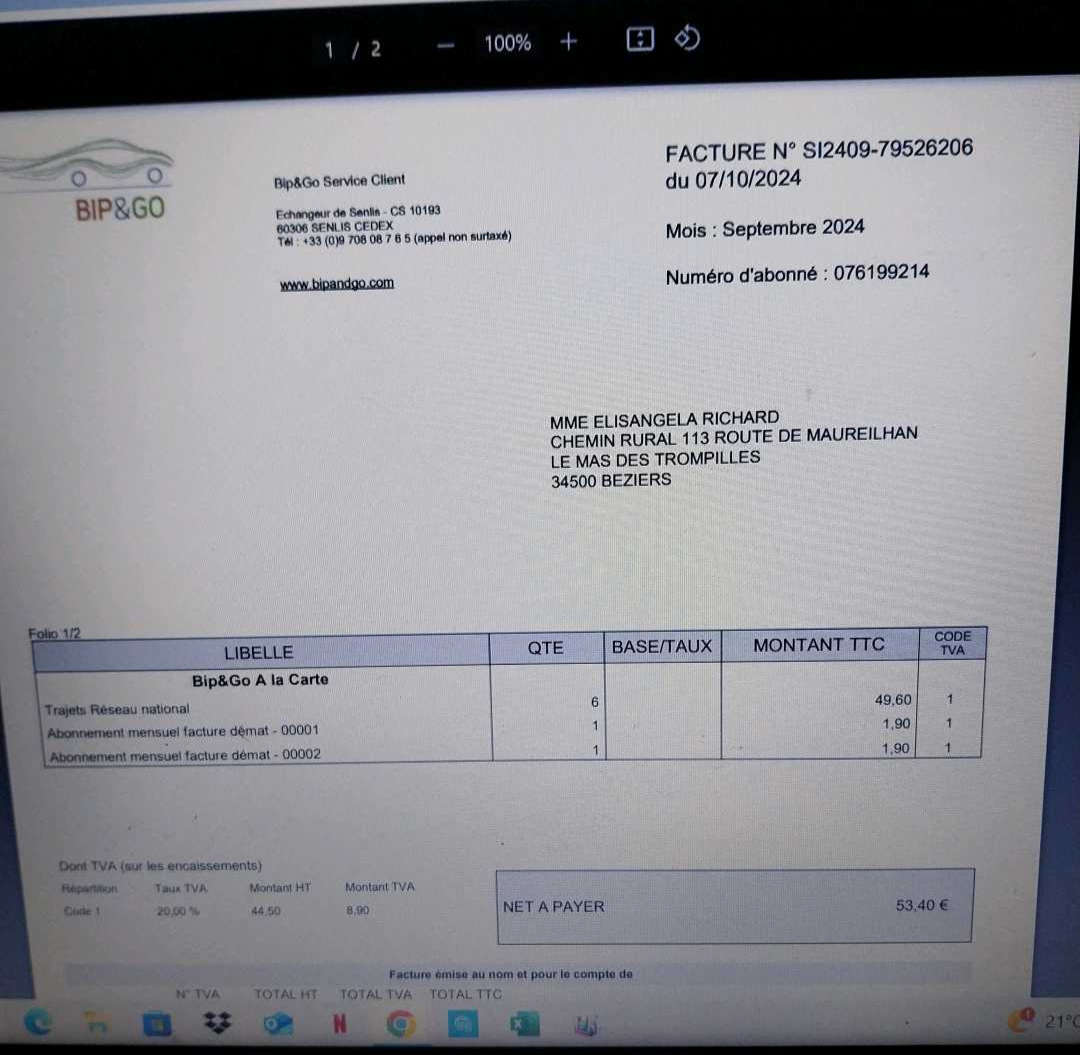 1 / 2 — 100% +
BIP&GO
Bip&Go Service Client
Echangeur de Senlis - CS 10193
60306 SENLIS CEDEX
Tél : +33 (0)9 708 08 7 6 5 (appel non surtaxé)
www.bipandgo.com
FACTURE N° SI2409-79526206
du 07/10/2024
Mois : Septembre 2024
Numéro d'abonné : 076199214
MME ELISANGELA RICHARD
CHEMIN RURAL 113 ROUTE DE MAUREILHAN
LE MAS DES TROMPILLES
34500 BEZIERS
Folio 1/2
LIBELLE QTE BASE/TAUX MONTANT TTC CODE TVA
Bip&Go A la Carte
Trajets Réseau national 6 49,60 1
Abonnement mensuel facture démat - 00001 1 1,90 1
Abonnement mensuel facture démat - 00002 1 1,90 1
Dont TVA (sur les encaissements)
Répartition Taux TVA Montant HT Montant TVA
Code 1 20,00 % 44,50 8,90
NET A PAYER 53,40 €
Facture émise au nom et pour le compte de
N° TVA TOTAL HT TOTAL TVA TOTAL TTC
N
1
21°C